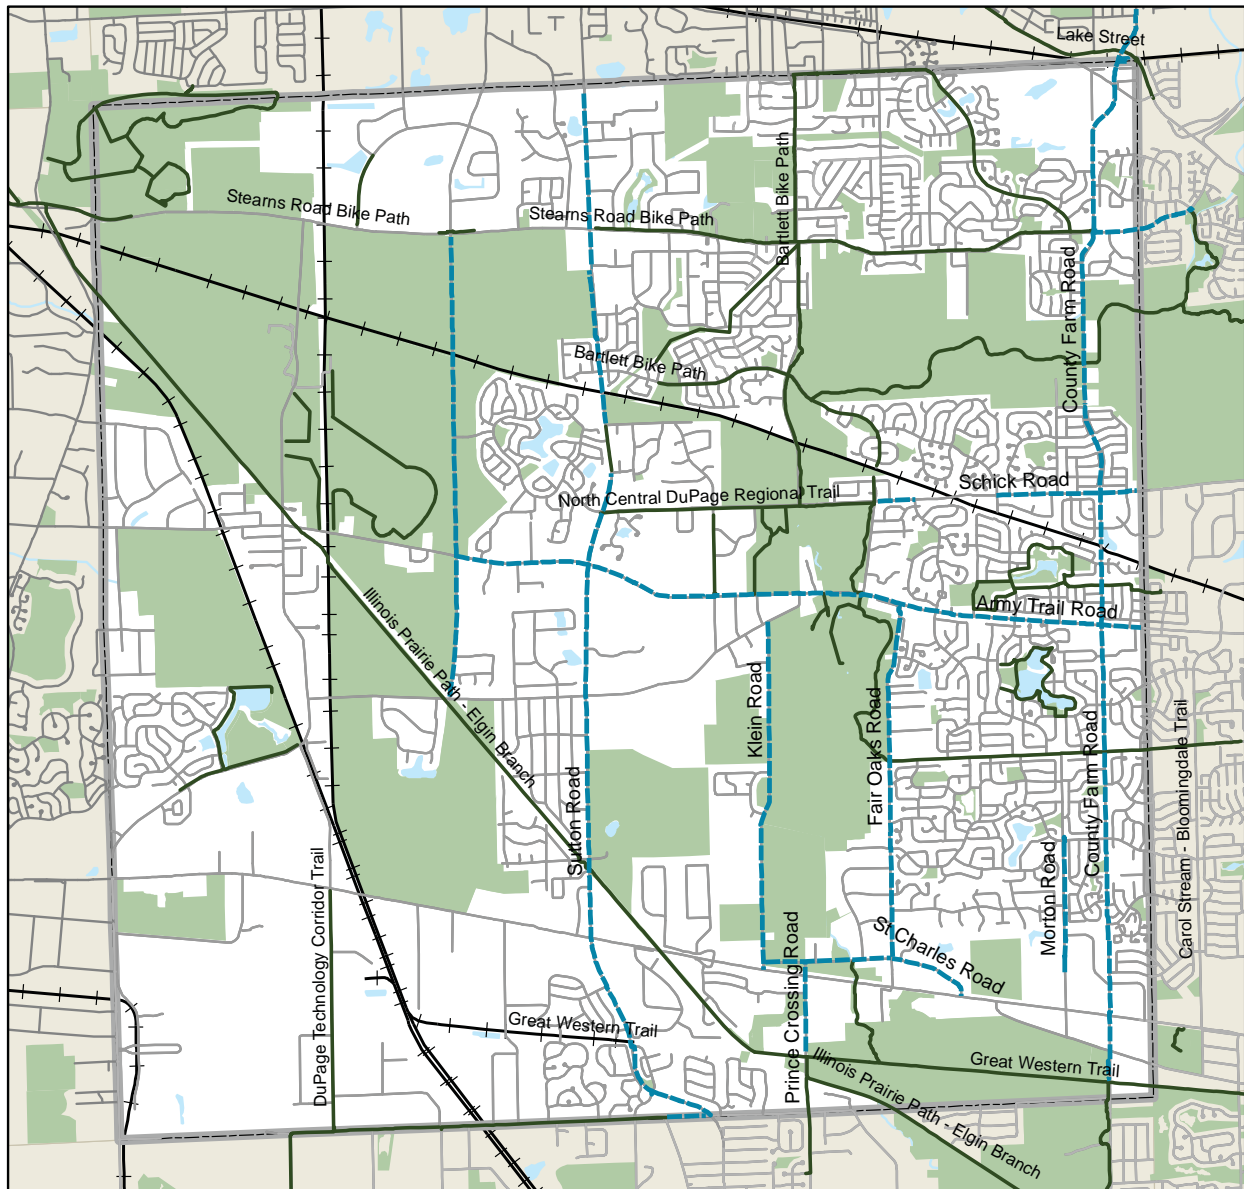 Lake Street
Stearns Road Bike Path
Stearns Road Bike Path
Bartlett Bike Path
County Farm Road
Bartlett Bike Path
Schick Road
North Central DuPage Regional Trail
Army Trail Road
Illinois Prairie Path - Elgin Branch
Klein Road
Fair Oaks Road
Sutton Road
County Farm Road
Carol Stream - Bloomingdale Trail
DuPage Technology Corridor Trail
Morton Road
St Charles Road
Prince Crossing Road
Great Western Trail
Great Western Trail
Illinois Prairie Path - Elgin Branch